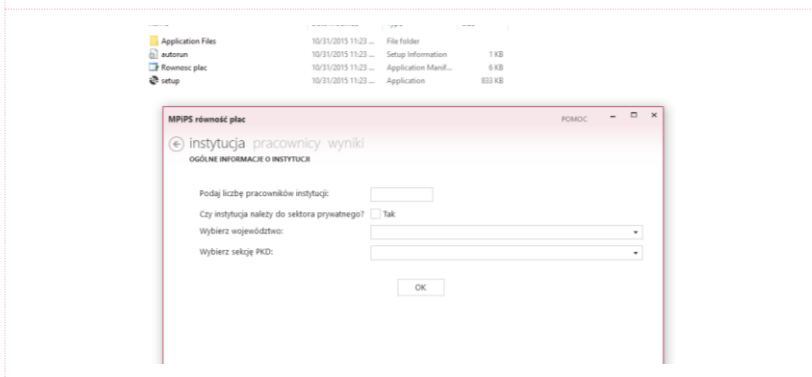 Application Files 10/31/2015 11:23 ... File folder
autorun 10/31/2015 11:23 ... Setup Information 1 KB
Rownosc plac 10/31/2015 11:23 ... Application Manif... 6 KB
setup 10/31/2015 11:23 ... Application 833 KB
MPiPS równość płac POMOC
instytucja pracownicy wyniki
OGÓLNE INFORMACJE O INSTYTUCJI
Podaj liczbę pracowników instytucji:
Czy instytucja należy do sektora prywatnego? Tak
Wybierz województwo:
Wybierz sekcję PKD:
OK